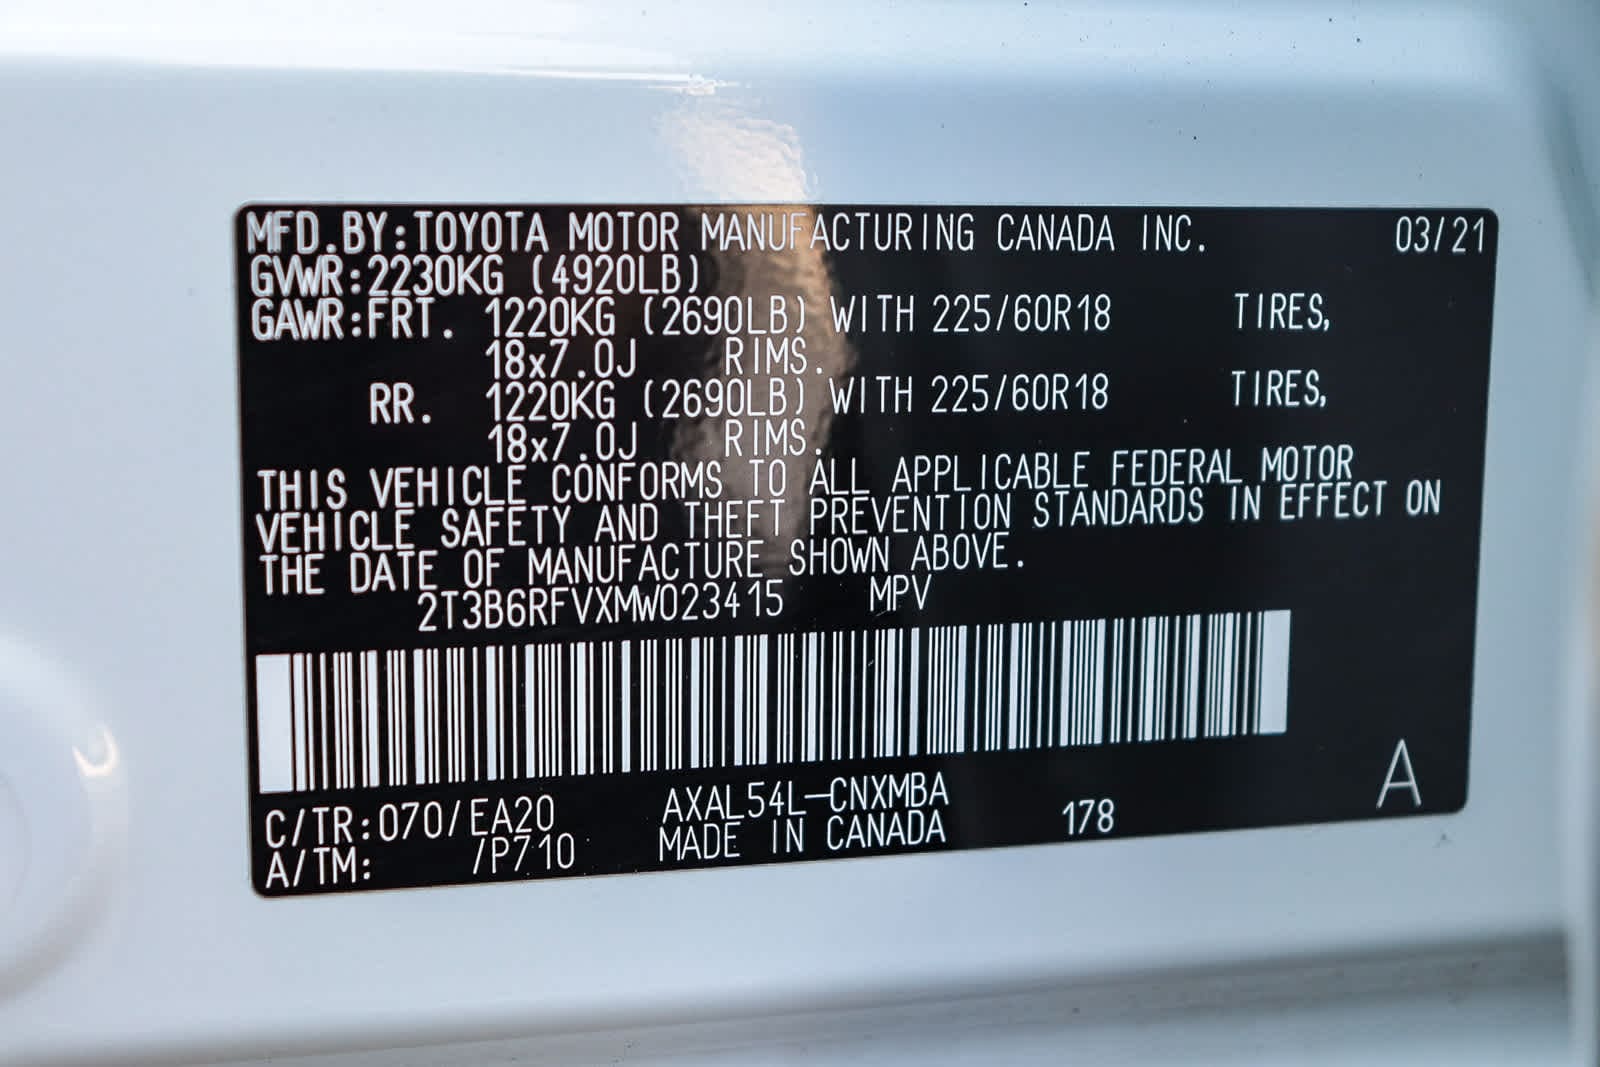 MFD.BY:TOYOTA MOTOR MANUFACTURING CANADA INC. 03/21
GVWR:2230KG (4920LB)
GAWR:FRT. 1220KG (2690LB) WITH 225/60R18 TIRES,
18x7.0J RIMS.
RR. 1220KG (2690LB) WITH 225/60R18 TIRES,
18x7.0J RIMS.
THIS VEHICLE CONFORMS TO ALL APPLICABLE FEDERAL MOTOR
VEHICLE SAFETY AND THEFT PREVENTION STANDARDS IN EFFECT ON
THE DATE OF MANUFACTURE SHOWN ABOVE.
2T3B6RFVXMW023415 MPV
C/TR:070/EA20 AXAL54L-CNXMBA 178 A
A/TM: /P710 MADE IN CANADA